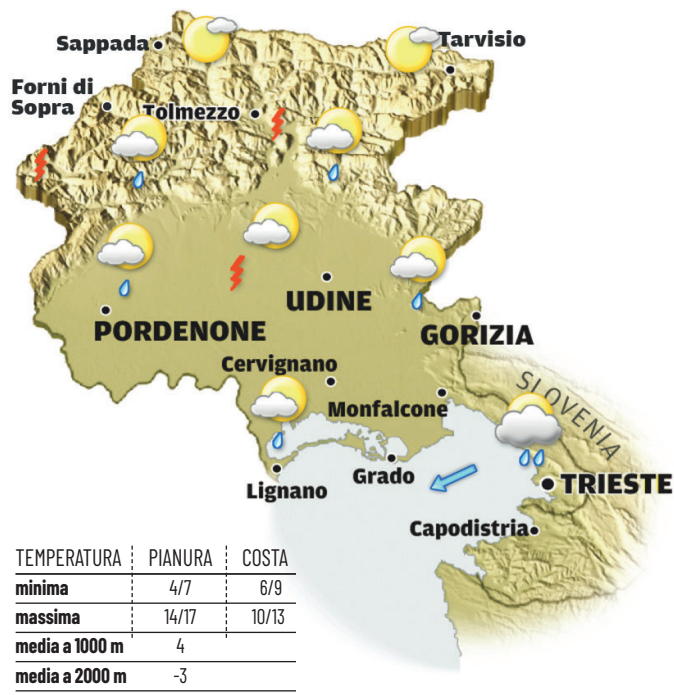 Sappada
Tarvisio
Forni di
Sopra
Tolmezzo
UDINE
PORDENONE
GORIZIA
Cervignano
SLOVENIA
Monfalcone
Grado
Lignano
TRIESTE
Capodistria
TEMPERATURA PIANURA COSTA
minima 4/7 6/9
massima 14/17 10/13
media a 1000 m 4
media a 2000 m -3